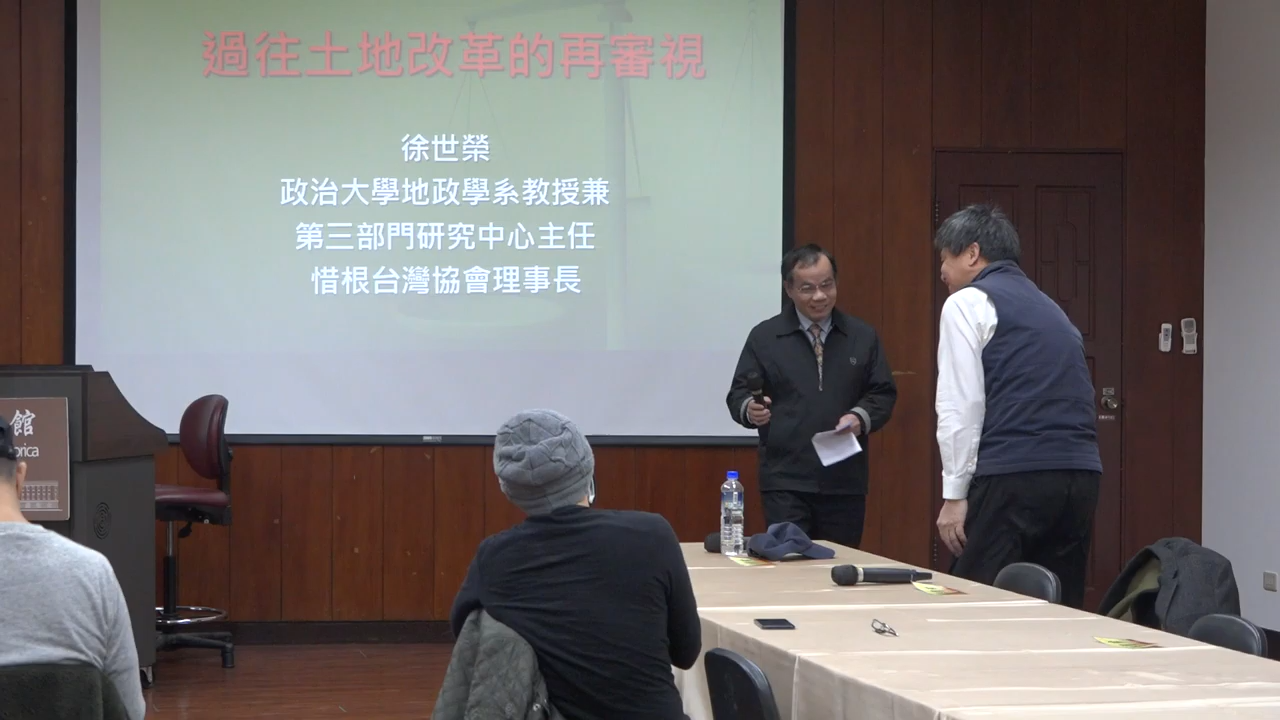 過往土地改革的再審視
徐世榮
政治大學地政學系教授兼
第三部門研究中心主任
惜根台灣協會理事長
館
orica